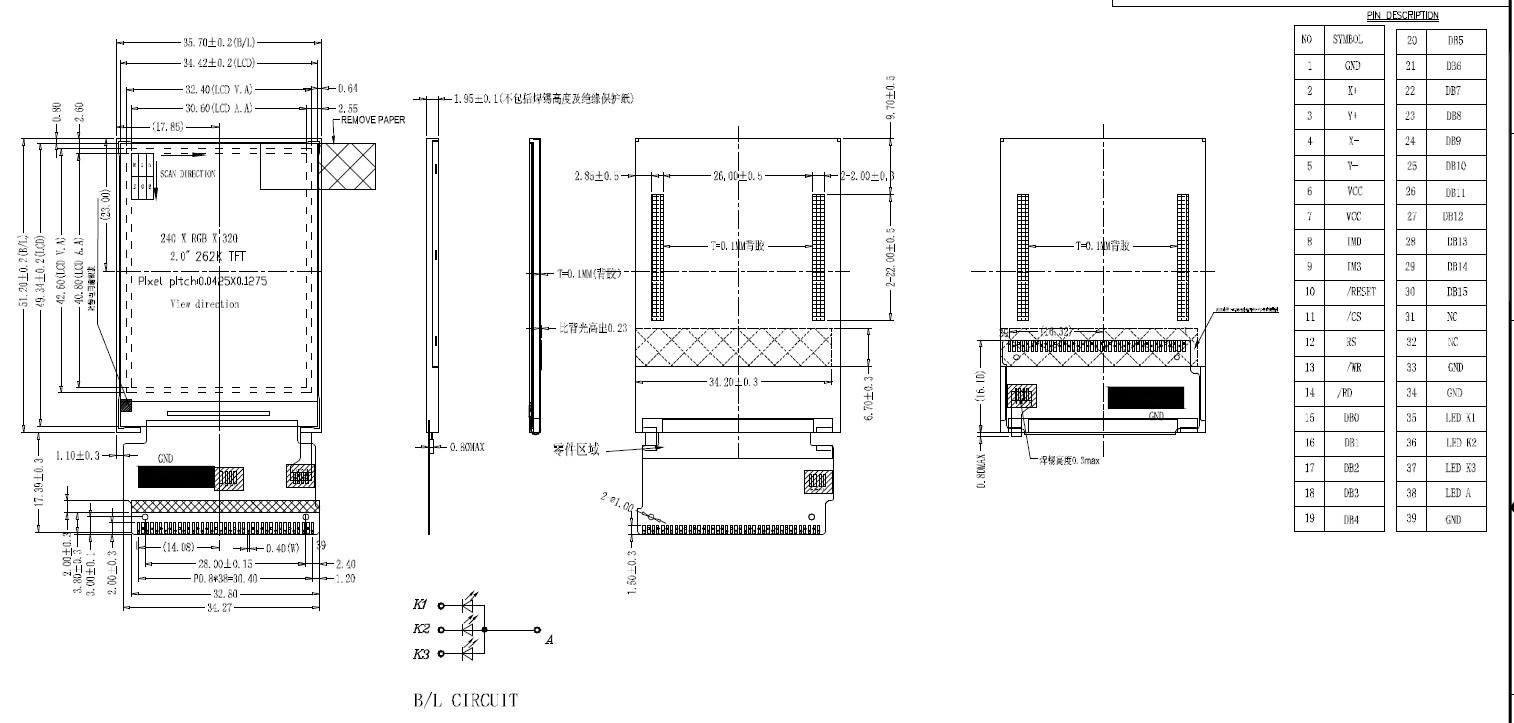 PIN DESCRIPTION
NO SYMBOL
1 GND
2 X+
3 Y+
4 X-
5 Y-
6 VCC
7 VCC
8 IM0
9 IM3
10 /RESET
11 /CS
12 RS
13 /WR
14 /RD
15 DB0
16 DB1
17 DB2
18 DB3
19 DB4
20 DB5
21 DB6
22 DB7
23 DB8
24 DB9
25 DB10
26 DB11
27 DB12
28 DB13
29 DB14
30 DB15
31 NC
32 NC
33 GND
34 GND
35 LED K1
36 LED K2
37 LED K3
38 LED A
39 GND
35.70±0.2(B/L)
34.42±0.2(LCD)
32.40(LCD V.A)
0.64
30.60(LCD A.A)
2.55
(17.85)
REMOVE PAPER
0.80
2.60
SCAN DIRECTION
(23.00)
51.20±0.2(B/L)
49.34±0.2(LCD)
42.60(LCD V.A)
40.80(LCD A.A)
240 X RGB X 320
2.0" 262K TFT
Pixel pitch:0.0425X0.1275
View direction
1.10±0.3
GND
17.39±0.3
2.00±0.3
3.80±0.3
3.00±0.1
2.00±0.3
(14.08)
0.40(W)
39
28.00±0.15
2.40
P0.8*38=30.40
1.20
32.80
34.27
1.95±0.1(不包括焊锡高度及绝缘保护纸)
0.80MAX
T=0.1MM(背胶)
比背光高出0.23
9.70±0.5
2.85±0.5
26.00±0.5
2-2.00±0.3
T=0.1MM背胶
2-22.00±0.5
34.20±0.3
6.70±0.3
零件区域
2-ø1.00
1.50±0.3
T=0.1MM背胶
(16.32)
(16.10)
GND
0.80MAX
焊锡高度0.3max
K1
K2
K3
A
B/L CIRCUIT